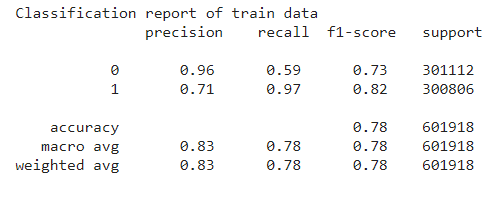 Classification report of train data
precision recall f1-score support
0 0.96 0.59 0.73 301112
1 0.71 0.97 0.82 300806
accuracy 0.78 601918
macro avg 0.83 0.78 0.78 601918
weighted avg 0.83 0.78 0.78 601918